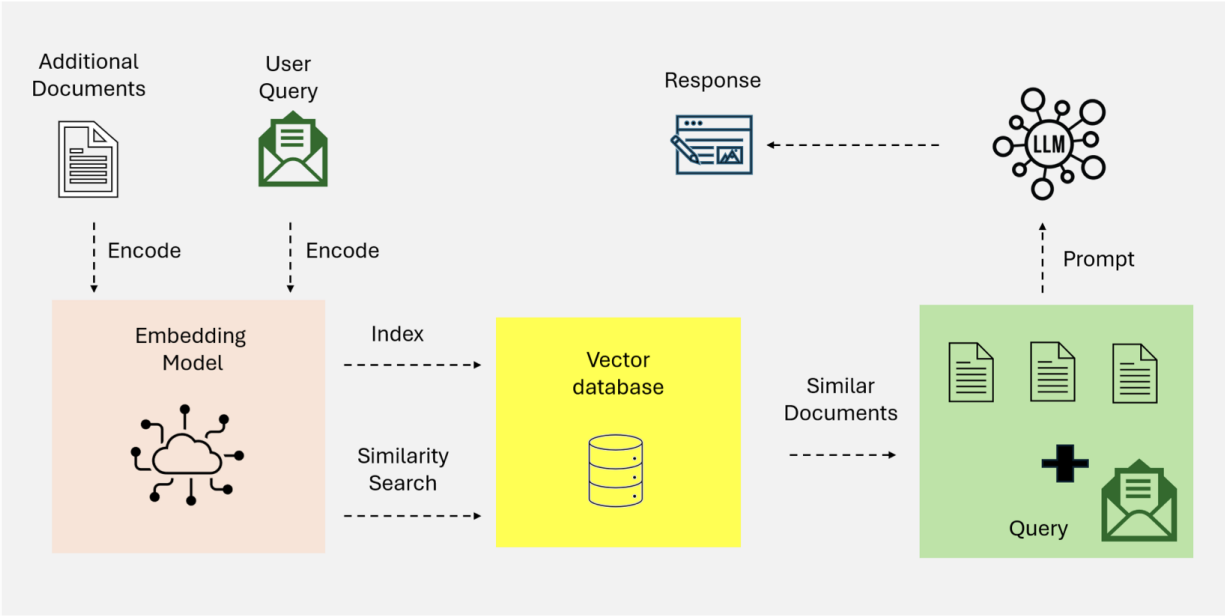 Additional
Documents
User
Query
Response
LLM
Encode
Encode
Prompt
Embedding
Model
Index
Vector
database
Similar
Documents
Similarity
Search
Query